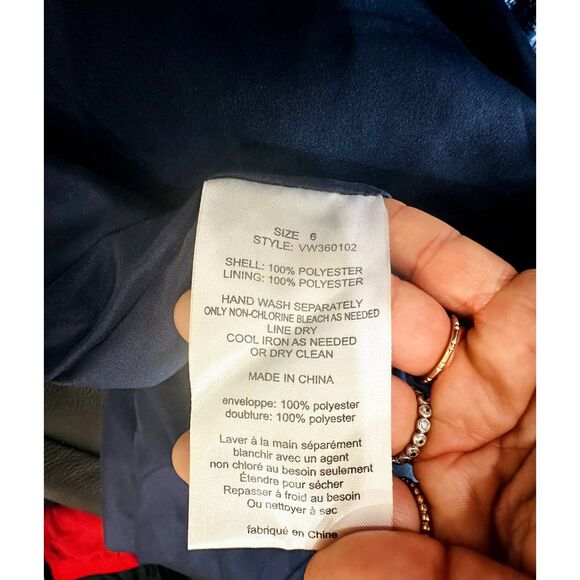 SIZE 6
STYLE: VW360102
SHELL: 100% POLYESTER
LINING: 100% POLYESTER
HAND WASH SEPARATELY
ONLY NON-CHLORINE BLEACH AS NEEDED
LINE DRY
COOL IRON AS NEEDED
OR DRY CLEAN
MADE IN CHINA
enveloppe: 100% polyester
doublure: 100% polyester
Laver à la main séparément
blanchir avec un agent
non chloré au besoin seulement
Étendre pour sécher
Repasser à froid au besoin
Ou nettoyer à sec
fabriqué en Chine